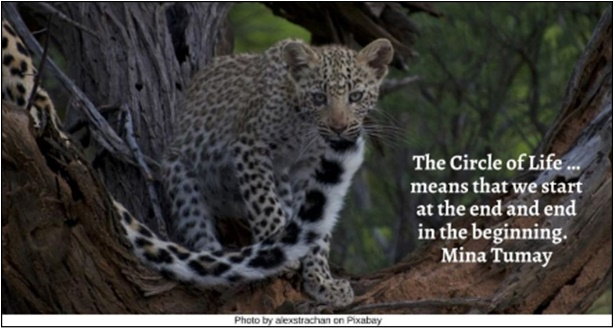 The Circle of Life ...
means that we start
at the end and end
in the beginning.
Mina Tumay
Photo by alexstrachan on Pixabay